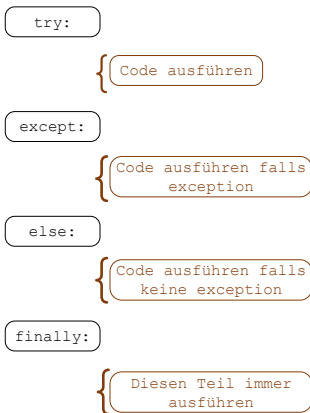 try:
Code ausführen
except:
Code ausführen falls
exception
else:
Code ausführen falls
keine exception
finally:
Diesen Teil immer
ausführen